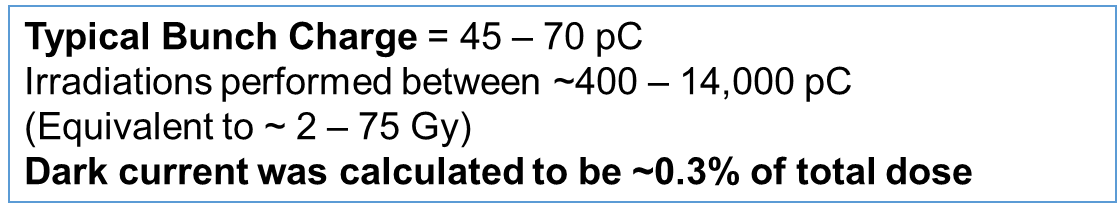 Typical Bunch Charge = 45 – 70 pC
Irradiations performed between ~400 – 14,000 pC
(Equivalent to ~ 2 – 75 Gy)
Dark current was calculated to be ~0.3% of total dose